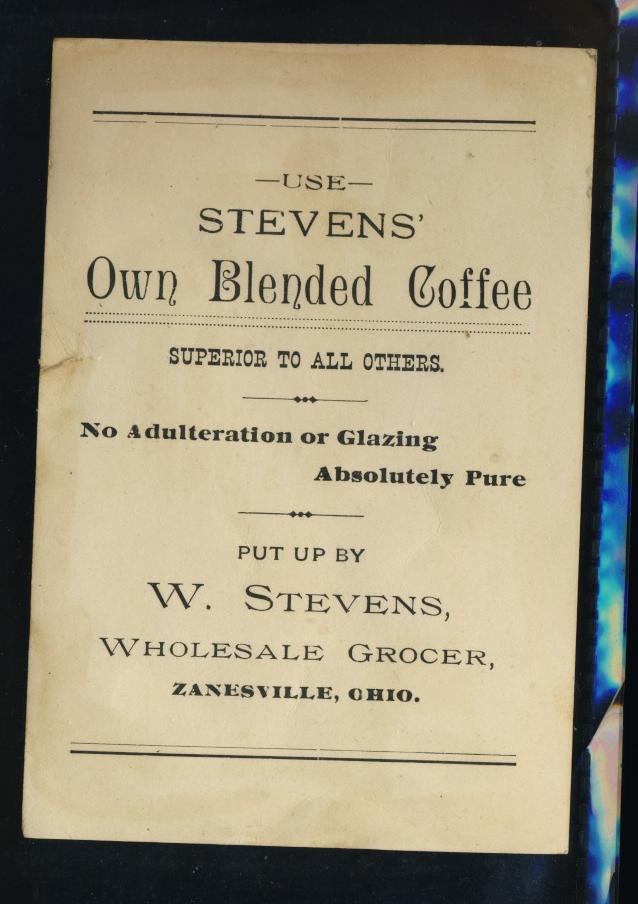 —USE—
STEVENS'
Own Blended Coffee
SUPERIOR TO ALL OTHERS.
No Adulteration or Glazing
Absolutely Pure
PUT UP BY
W. STEVENS,
WHOLESALE GROCER,
ZANESVILLE, OHIO.